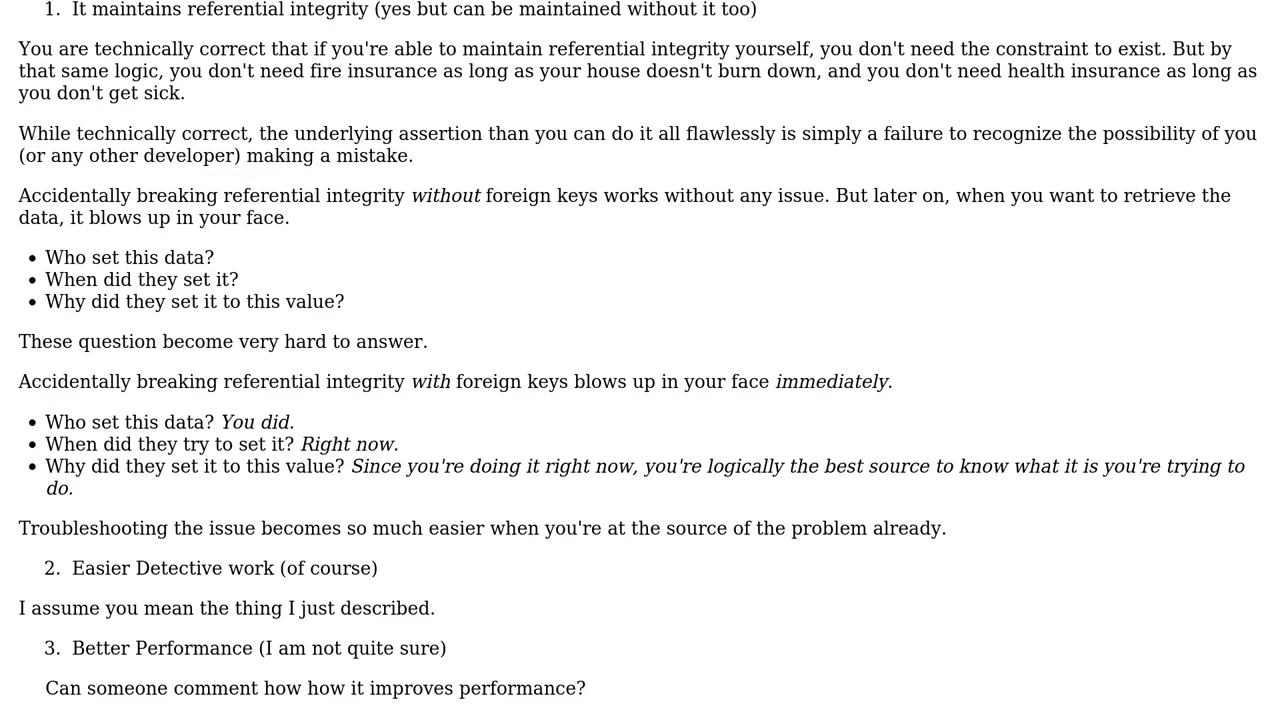 1. It maintains referential integrity (yes but can be maintained without it too)
You are technically correct that if you're able to maintain referential integrity yourself, you don't need the constraint to exist. But by
that same logic, you don't need fire insurance as long as your house doesn't burn down, and you don't need health insurance as long as
you don't get sick.
While technically correct, the underlying assertion than you can do it all flawlessly is simply a failure to recognize the possibility of you
(or any other developer) making a mistake.
Accidentally breaking referential integrity without foreign keys works without any issue. But later on, when you want to retrieve the
data, it blows up in your face.
• Who set this data?
• When did they set it?
• Why did they set it to this value?
These question become very hard to answer.
Accidentally breaking referential integrity with foreign keys blows up in your face immediately.
• Who set this data? You did.
• When did they try to set it? Right now.
• Why did they set it to this value? Since you're doing it right now, you're logically the best source to know what it is you're trying to
do.
Troubleshooting the issue becomes so much easier when you're at the source of the problem already.
2. Easier Detective work (of course)
I assume you mean the thing I just described.
3. Better Performance (I am not quite sure)
Can someone comment how how it improves performance?